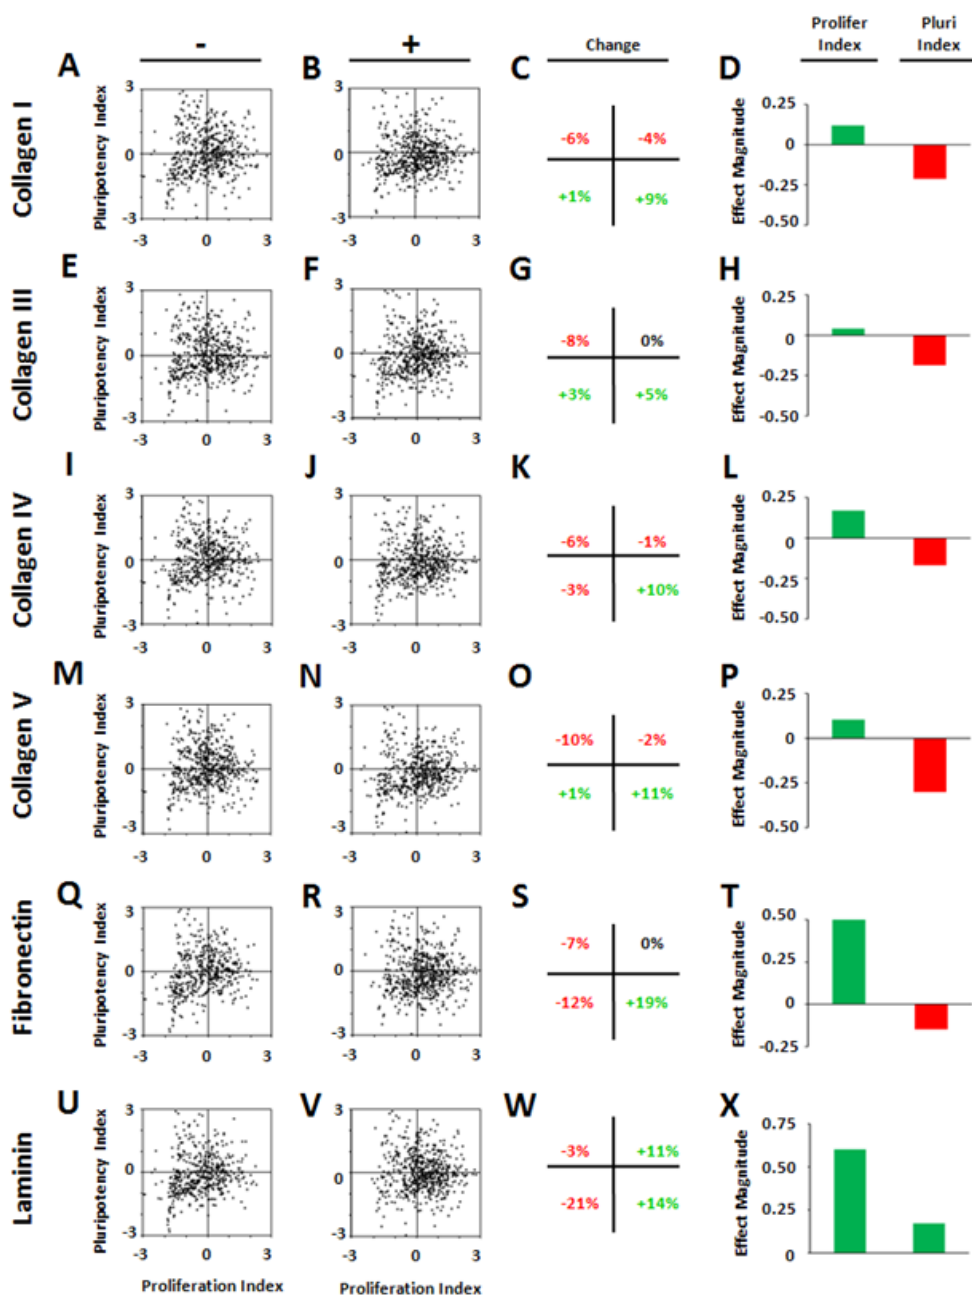 - + Change Prolifer Index Pluri Index
Collagen I
A B C D
Pluripotency Index
3
0
-3
-3 0 3
3
0
-3
-3 0 3
-6% -4%
+1% +9%
Effect Magnitude
0.25
0
-0.25
-0.50
Collagen III
E F G H
Pluripotency Index
3
0
-3
-3 0 3
3
0
-3
-3 0 3
-8% 0%
+3% +5%
Effect Magnitude
0.25
0
-0.25
-0.50
Collagen IV
I J K L
Pluripotency Index
3
0
-3
-3 0 3
3
0
-3
-3 0 3
-6% -1%
-3% +10%
Effect Magnitude
0.25
0
-0.25
-0.50
Collagen V
M N O P
Pluripotency Index
3
0
-3
-3 0 3
3
0
-3
-3 0 3
-10% -2%
+1% +11%
Effect Magnitude
0.25
0
-0.25
-0.50
Fibronectin
Q R S T
Pluripotency Index
3
0
-3
-3 0 3
3
0
-3
-3 0 3
-7% 0%
-12% +19%
Effect Magnitude
0.50
0.25
0
-0.25
Laminin
U V W X
Pluripotency Index
3
0
-3
-3 0 3
Proliferation Index
3
0
-3
-3 0 3
Proliferation Index
-3% +11%
-21% +14%
Effect Magnitude
0.75
0.50
0.25
0